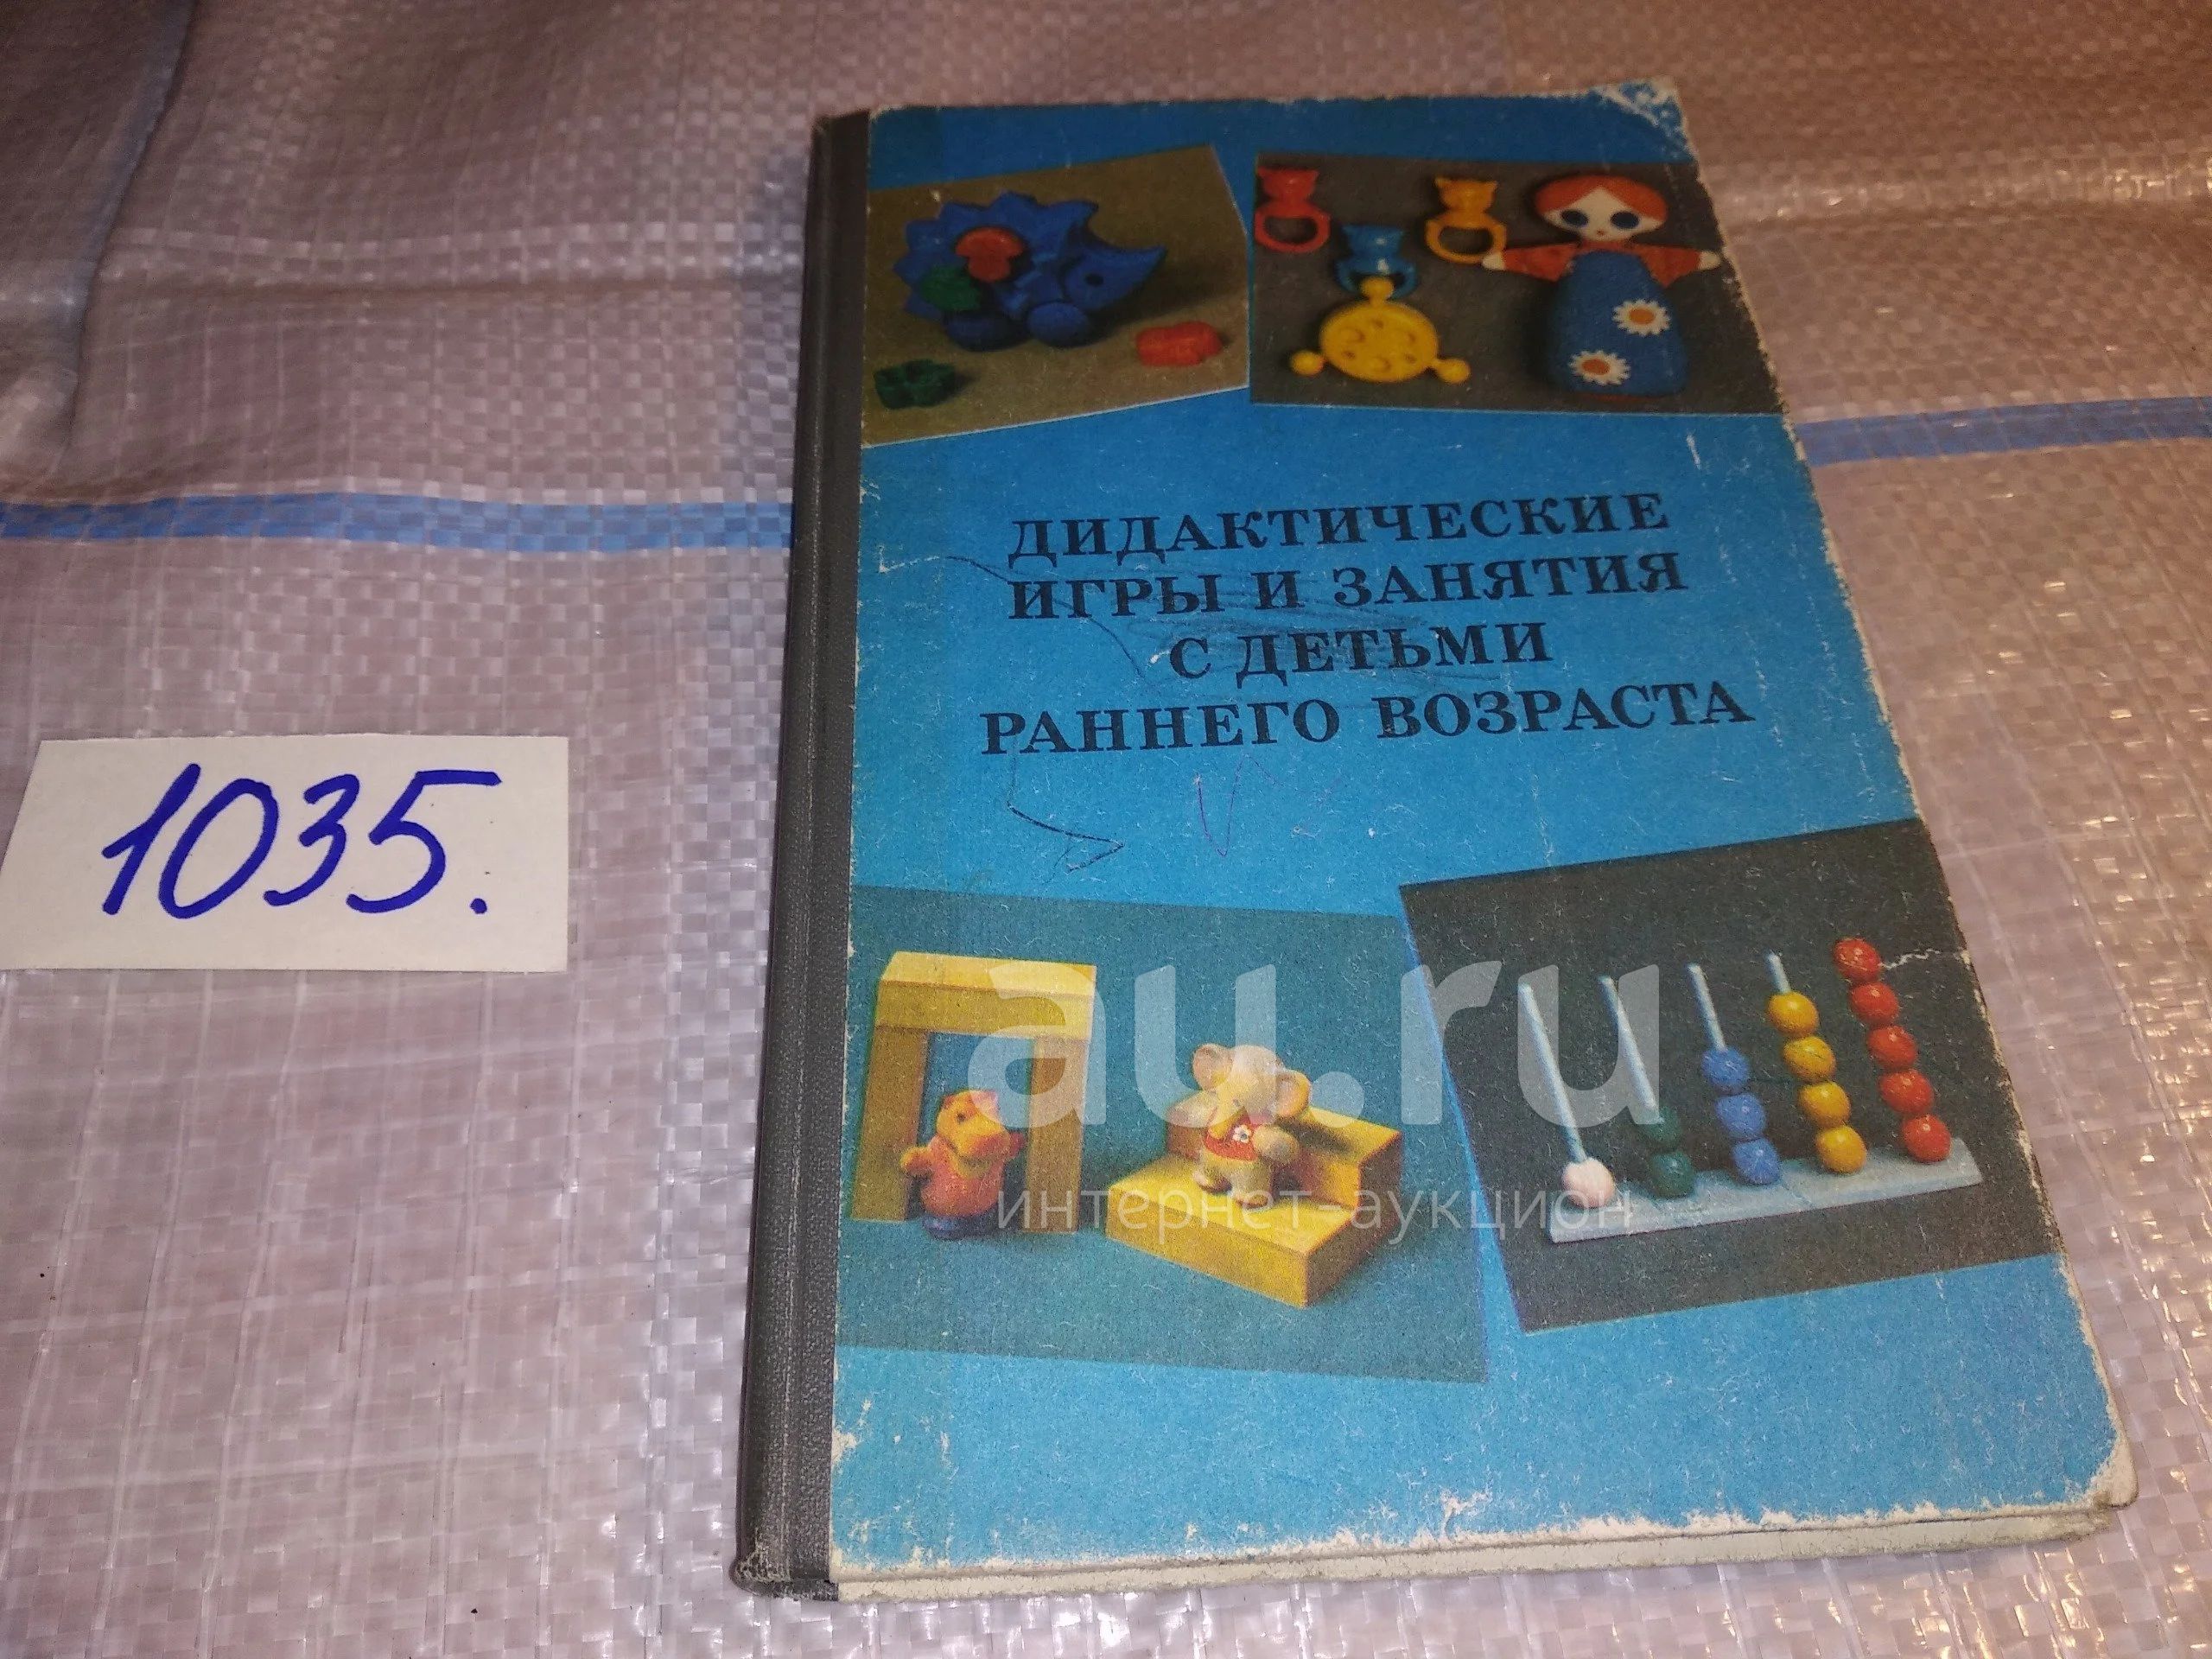 ДИДАКТИЧЕСКИЕ
ИГРЫ И ЗАНЯТИЯ
С ДЕТЬМИ
РАННЕГО ВОЗРАСТА
1035.
au.ru
интернет-аукцион